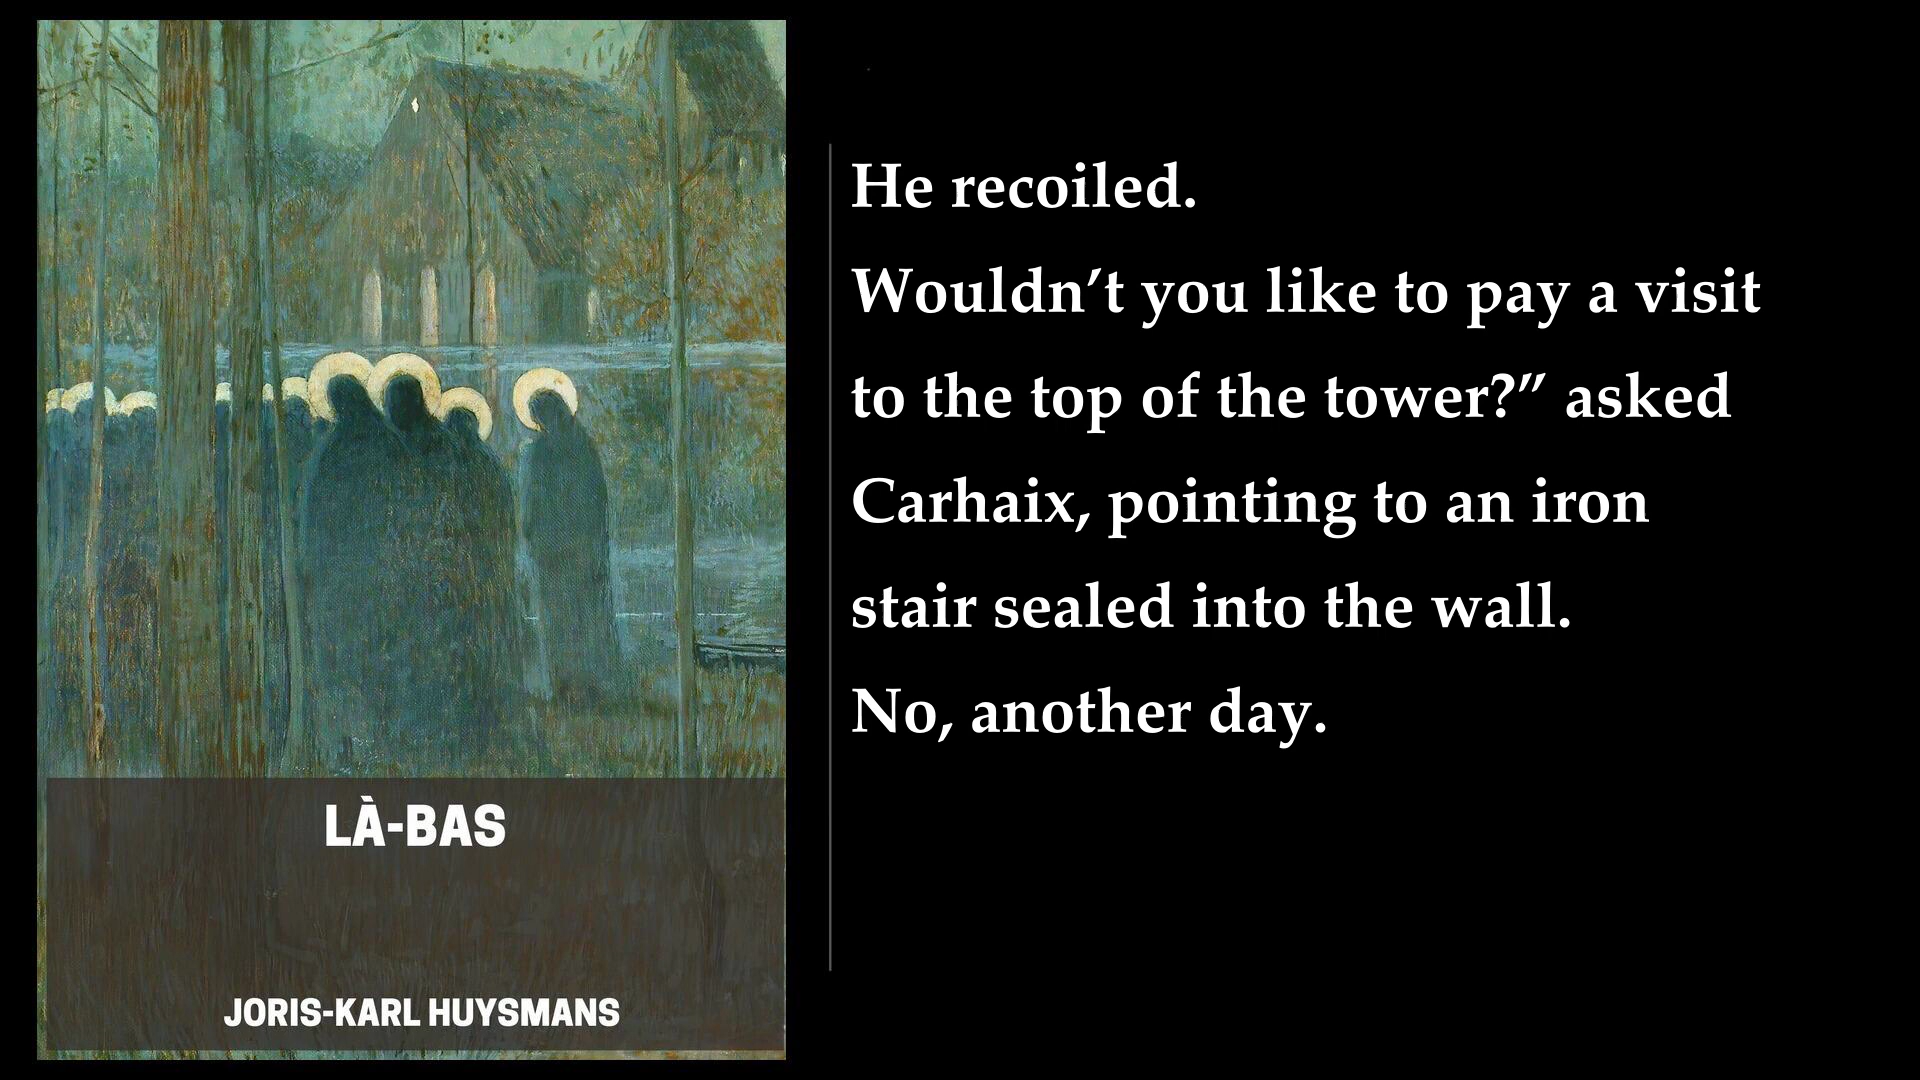 He recoiled.
Wouldn’t you like to pay a visit
to the top of the tower?” asked
Carhaix, pointing to an iron
stair sealed into the wall.
No, another day.
LÀ-BAS
JORIS-KARL HUYSMANS